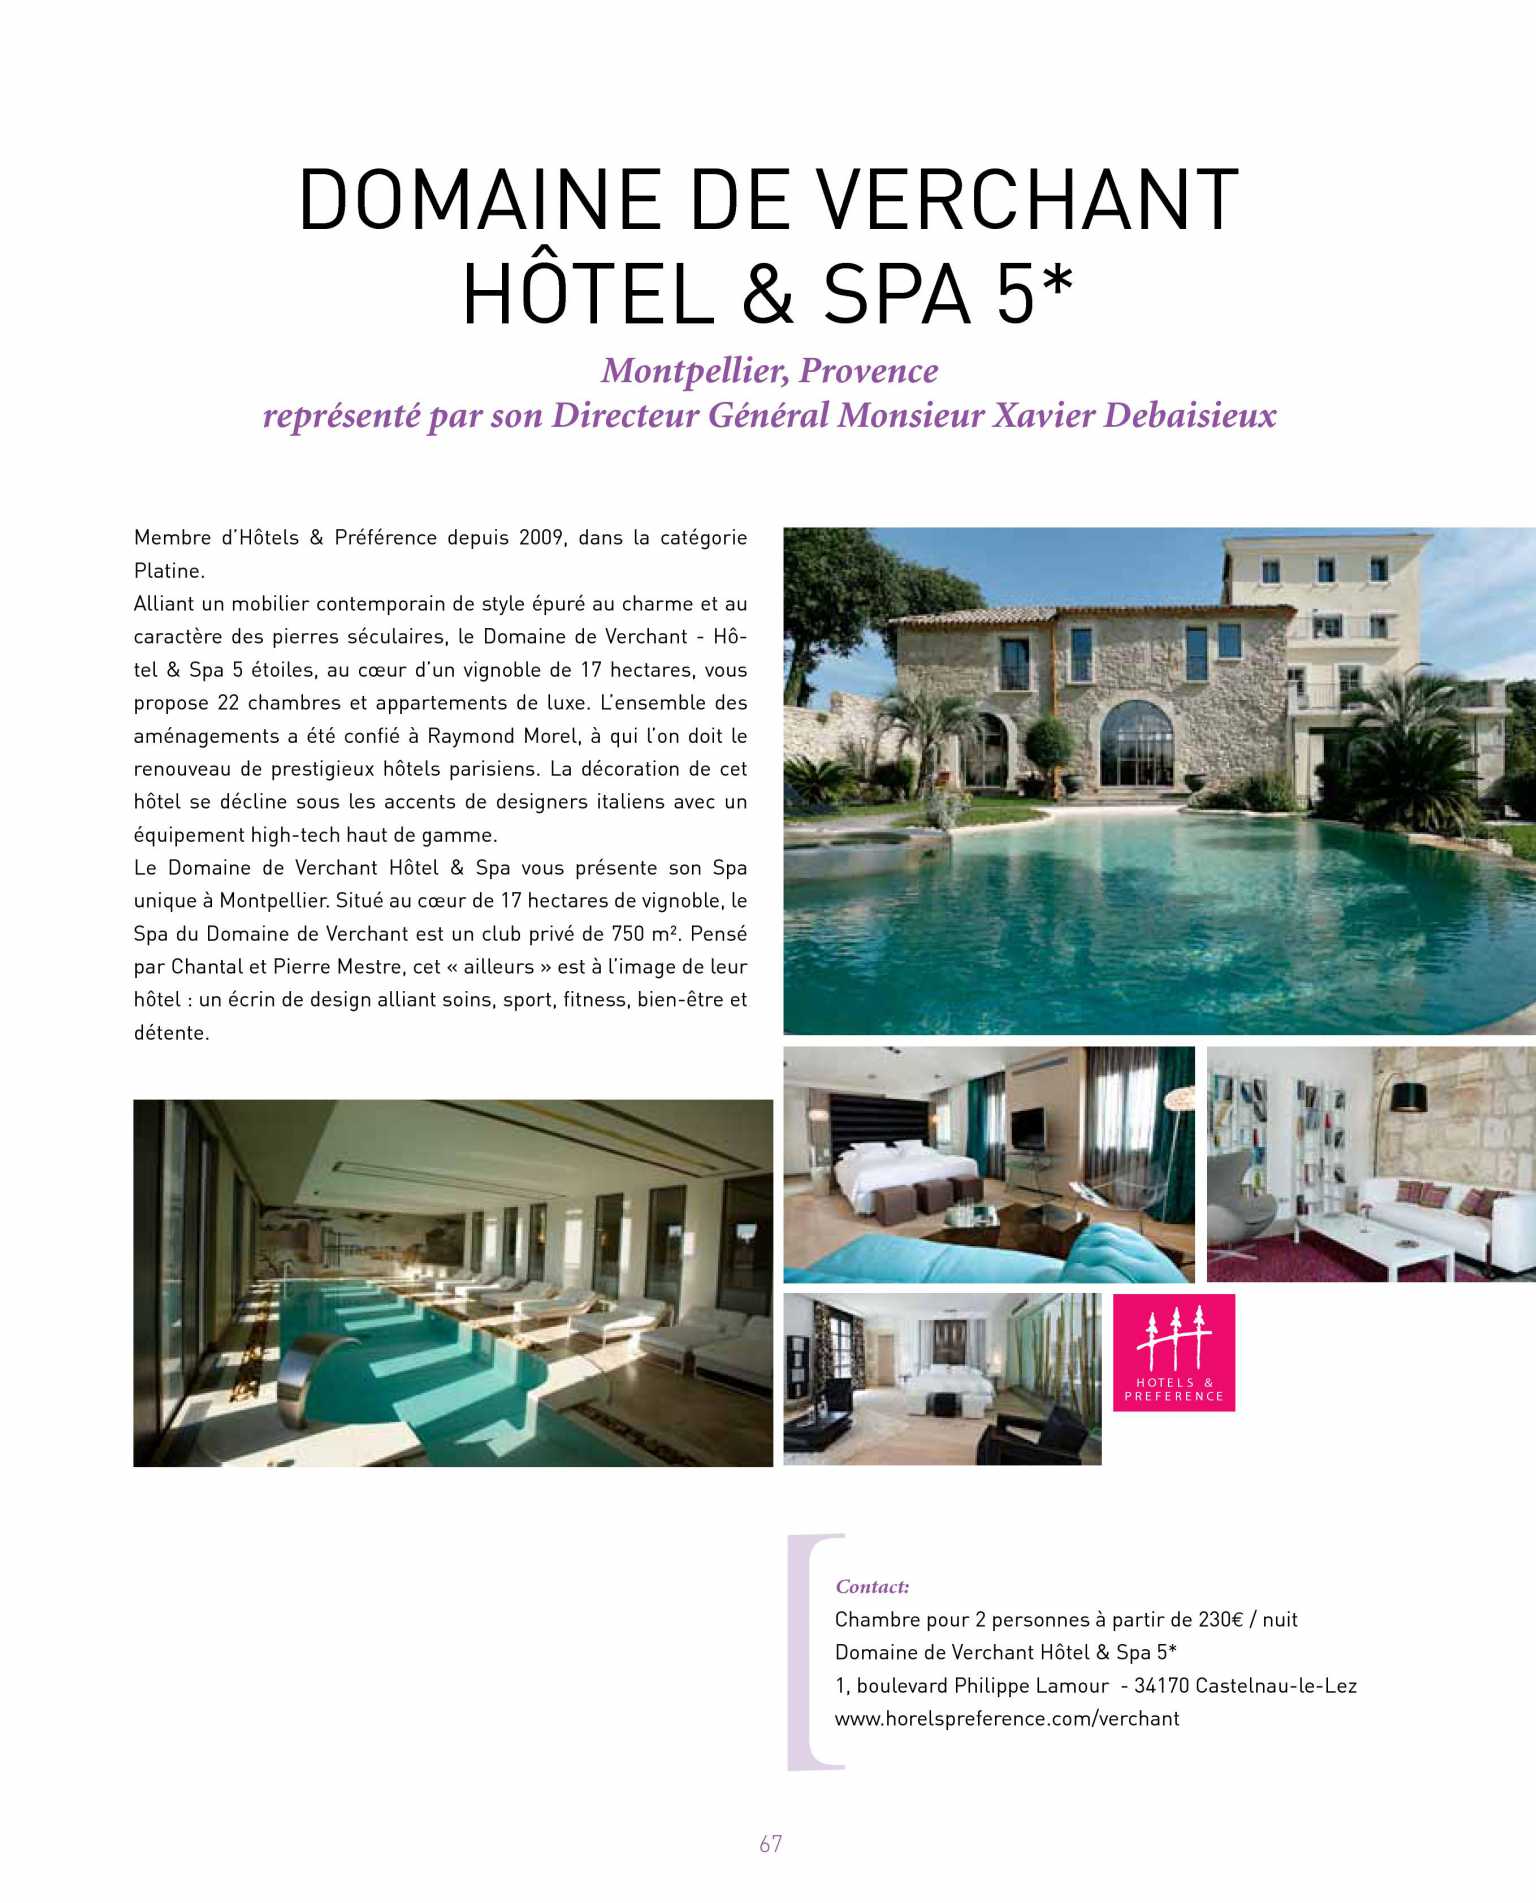 DOMAINE DE VERCHANT
HÔTEL & SPA 5*
Montpellier, Provence
représenté par son Directeur Général Monsieur Xavier Debaisieux
Membre d’Hôtels & Préférence depuis 2009, dans la catégorie
Platine.
Alliant un mobilier contemporain de style épuré au charme et au
caractère des pierres séculaires, le Domaine de Verchant - Hô-
tel & Spa 5 étoiles, au cœur d’un vignoble de 17 hectares, vous
propose 22 chambres et appartements de luxe. L’ensemble des
aménagements a été confié à Raymond Morel, à qui l’on doit le
renouveau de prestigieux hôtels parisiens. La décoration de cet
hôtel se décline sous les accents de designers italiens avec un
équipement high-tech haut de gamme.
Le Domaine de Verchant Hôtel & Spa vous présente son Spa
unique à Montpellier. Situé au cœur de 17 hectares de vignoble, le
Spa du Domaine de Verchant est un club privé de 750 m². Pensé
par Chantal et Pierre Mestre, cet « ailleurs » est à l’image de leur
hôtel : un écrin de design alliant soins, sport, fitness, bien-être et
détente.
HOTELS &
PREFERENCE
Contact:
Chambre pour 2 personnes à partir de 230€ / nuit
Domaine de Verchant Hôtel & Spa 5*
1, boulevard Philippe Lamour - 34170 Castelnau-le-Lez
www.horelspreference.com/verchant
67